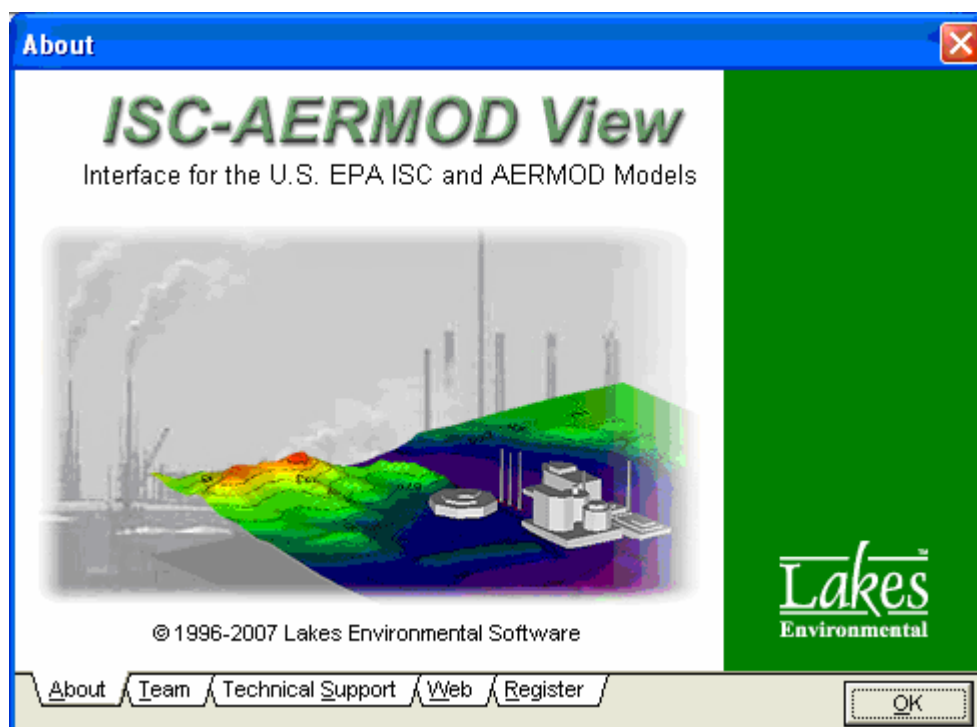 About
ISC-AERMOD View
Interface for the U.S. EPA ISC and AERMOD Models
© 1996-2007 Lakes Environmental Software
Lakes™
Environmental
About
Team
Technical Support
Web
Register
OK